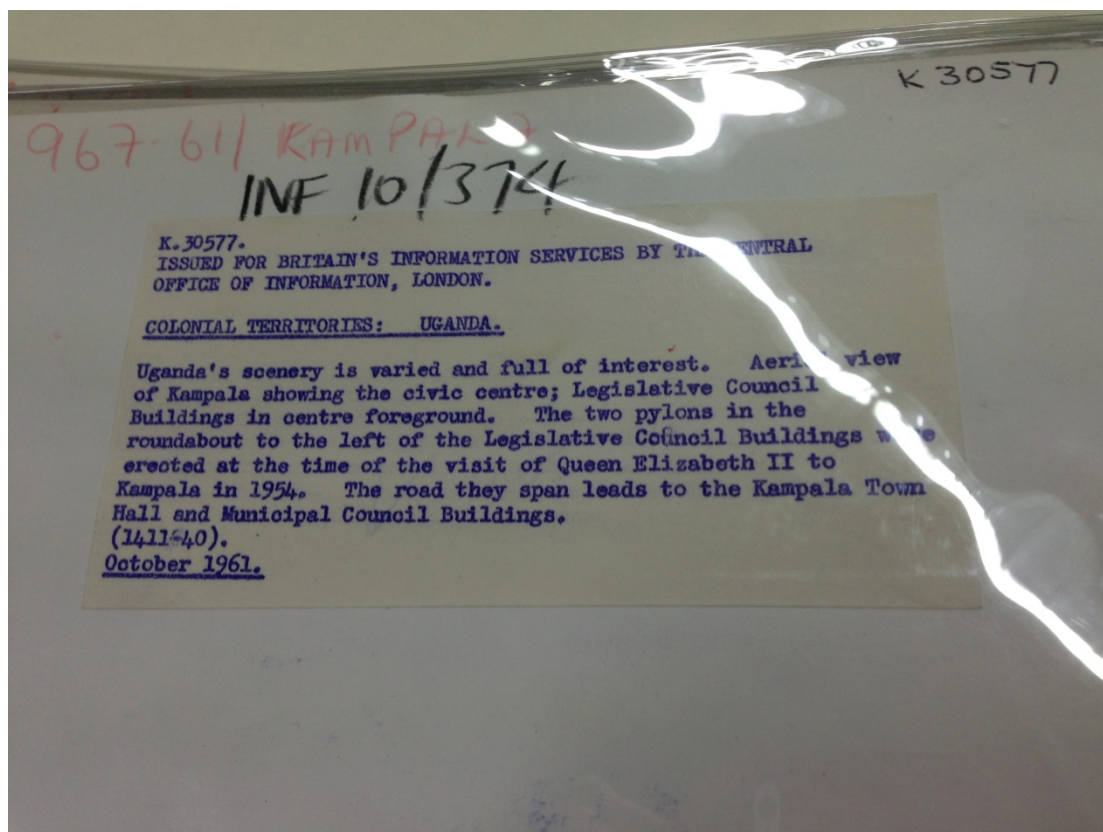 K 30577
967.611 KAMPALA
INF 10/374
K.30577.
ISSUED FOR BRITAIN'S INFORMATION SERVICES BY THE CENTRAL
OFFICE OF INFORMATION, LONDON.
COLONIAL TERRITORIES: UGANDA.
Uganda's scenery is varied and full of interest. Aerial view
of Kampala showing the civic centre; Legislative Council
Buildings in centre foreground. The two pylons in the
roundabout to the left of the Legislative Council Buildings were
erected at the time of the visit of Queen Elizabeth II to
Kampala in 1954. The road they span leads to the Kampala Town
Hall and Municipal Council Buildings.
(1411-40).
October 1961.